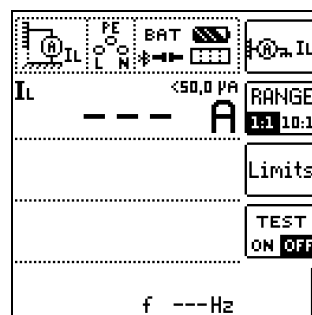 PE
BAT
A IL
L N
A IL
IL <50,0 µA
--- A
RANGE
1:1 10:1
Limits
TEST
ON OFF
f ---Hz